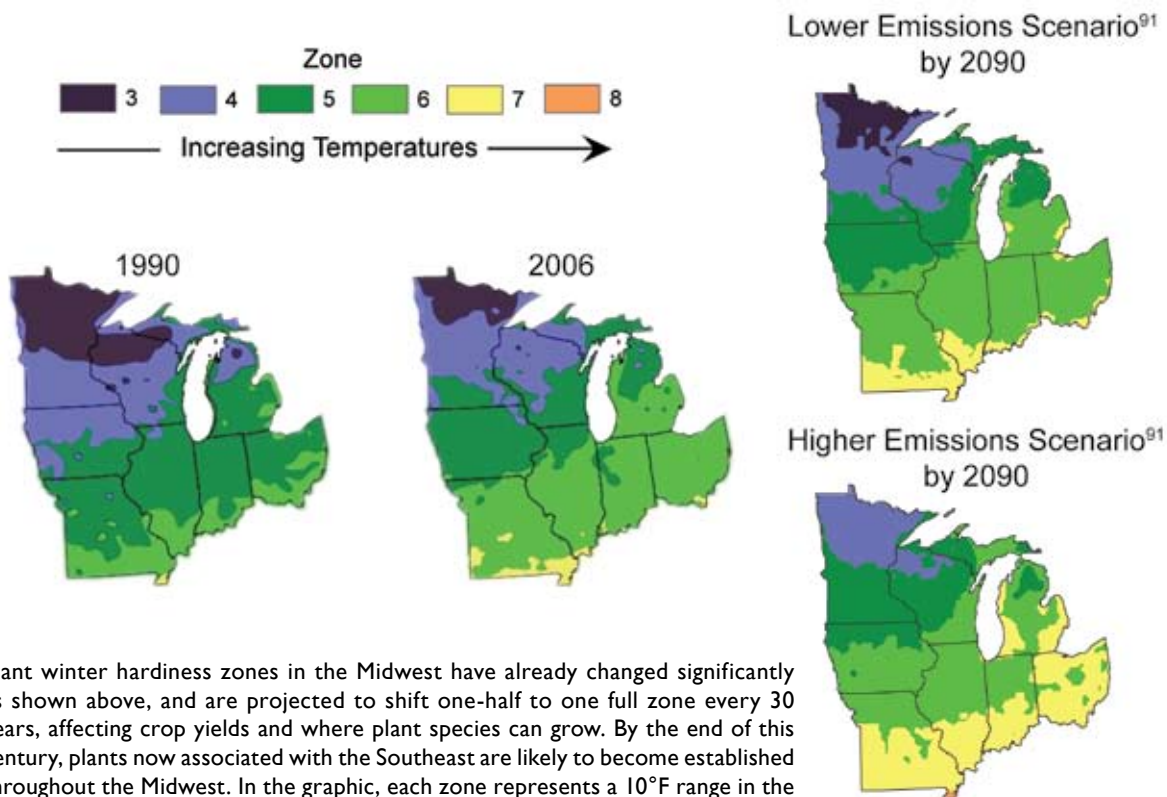 Zone
3 4 5 6 7 8
Increasing Temperatures
1990
2006
Lower Emissions Scenario91
by 2090
Higher Emissions Scenario91
by 2090
ant winter hardiness zones in the Midwest have already changed significantly
s shown above, and are projected to shift one-half to one full zone every 30
ears, affecting crop yields and where plant species can grow. By the end of this
entury, plants now associated with the Southeast are likely to become established
hroughout the Midwest. In the graphic, each zone represents a 10°F range in the